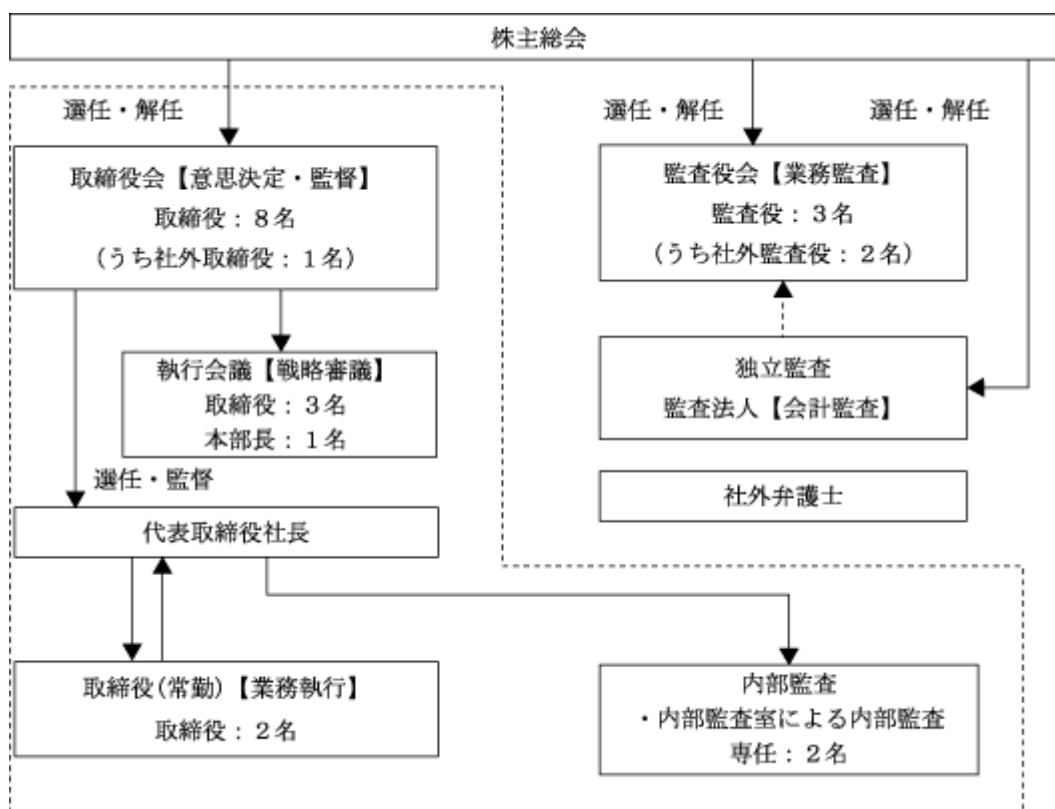 株主総会
選任・解任
選任・解任
選任・解任
取締役会【意思決定・監督】
取締役：８名
(うち社外取締役：１名)
監査役会【業務監査】
監査役：３名
(うち社外監査役：２名)
執行会議【戦略審議】
取締役：３名
本部長：１名
独立監査
監査法人【会計監査】
選任・監督
社外弁護士
代表取締役社長
取締役(常勤)【業務執行】
取締役：２名
内部監査
・内部監査室による内部監査
専任：２名